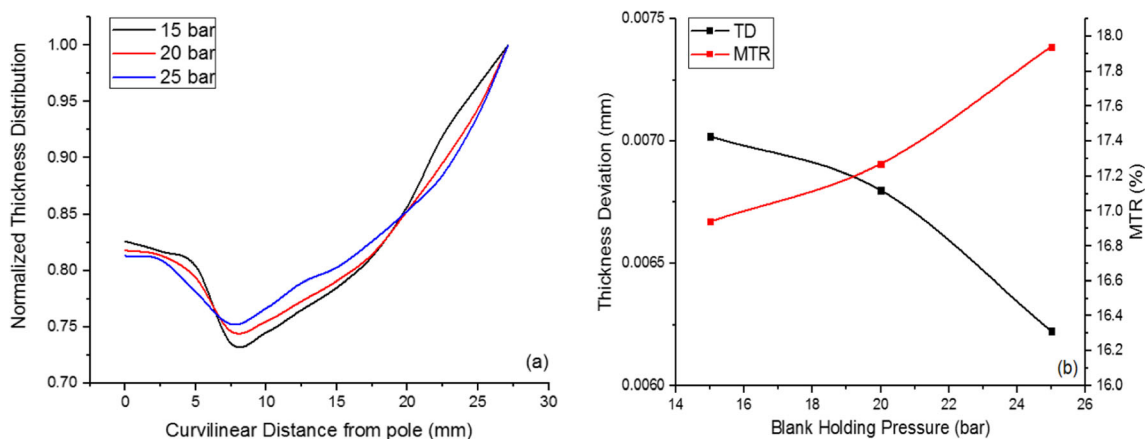 15 bar
20 bar
25 bar
1.00
0.95
0.90
0.85
0.80
0.75
0.70
Normalized Thickness Distribution
0 5 10 15 20 25 30
Curvilinear Distance from pole (mm)
(a)
TD
MTR
0.0075
0.0070
0.0065
0.0060
Thickness Deviation (mm)
18.0
17.8
17.6
17.4
17.2
17.0
16.8
16.6
16.4
16.2
16.0
MTR (%)
14 16 18 20 22 24 26
Blank Holding Pressure (bar)
(b)